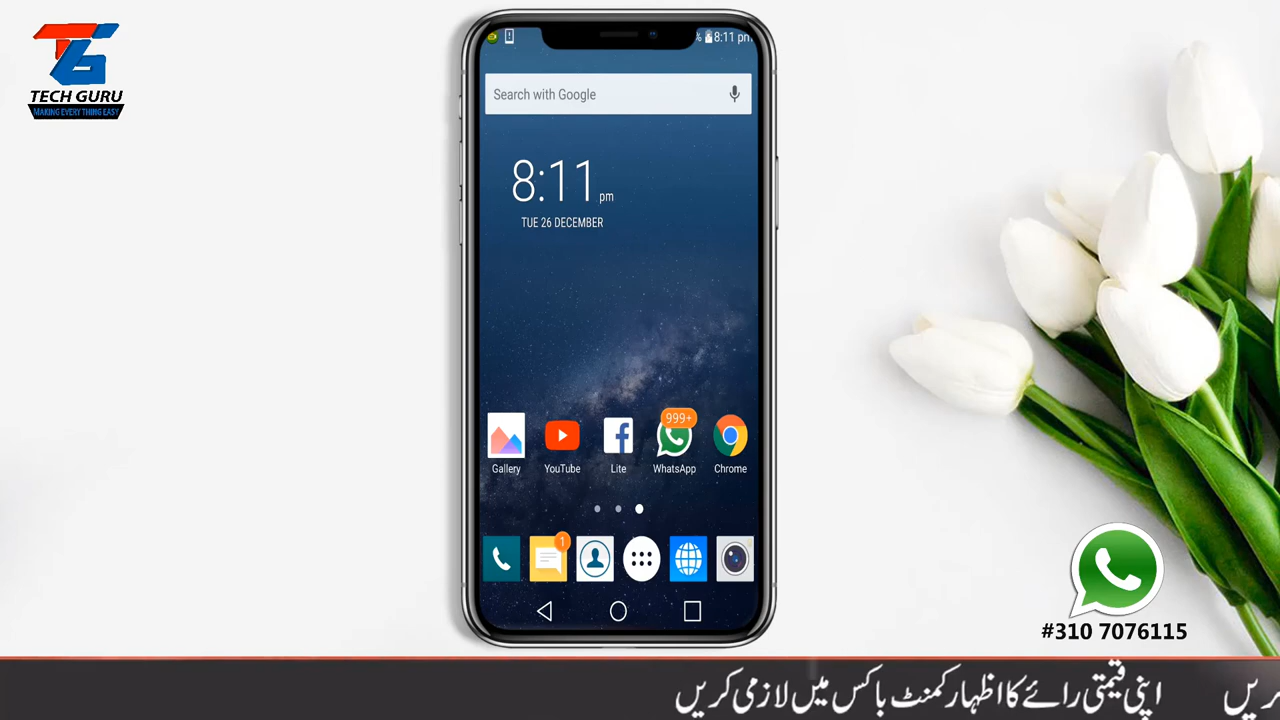 TECH GURU
MAKING EVERY THING EASY
8:11 pm
Search with Google
8:11 pm
TUE 26 DECEMBER
999+
Gallery
YouTube
Lite
WhatsApp
Chrome
1
#310 7076115
اپنی قیمتی رائے کا اظہار کمنٹ باکس میں لازمی کریں